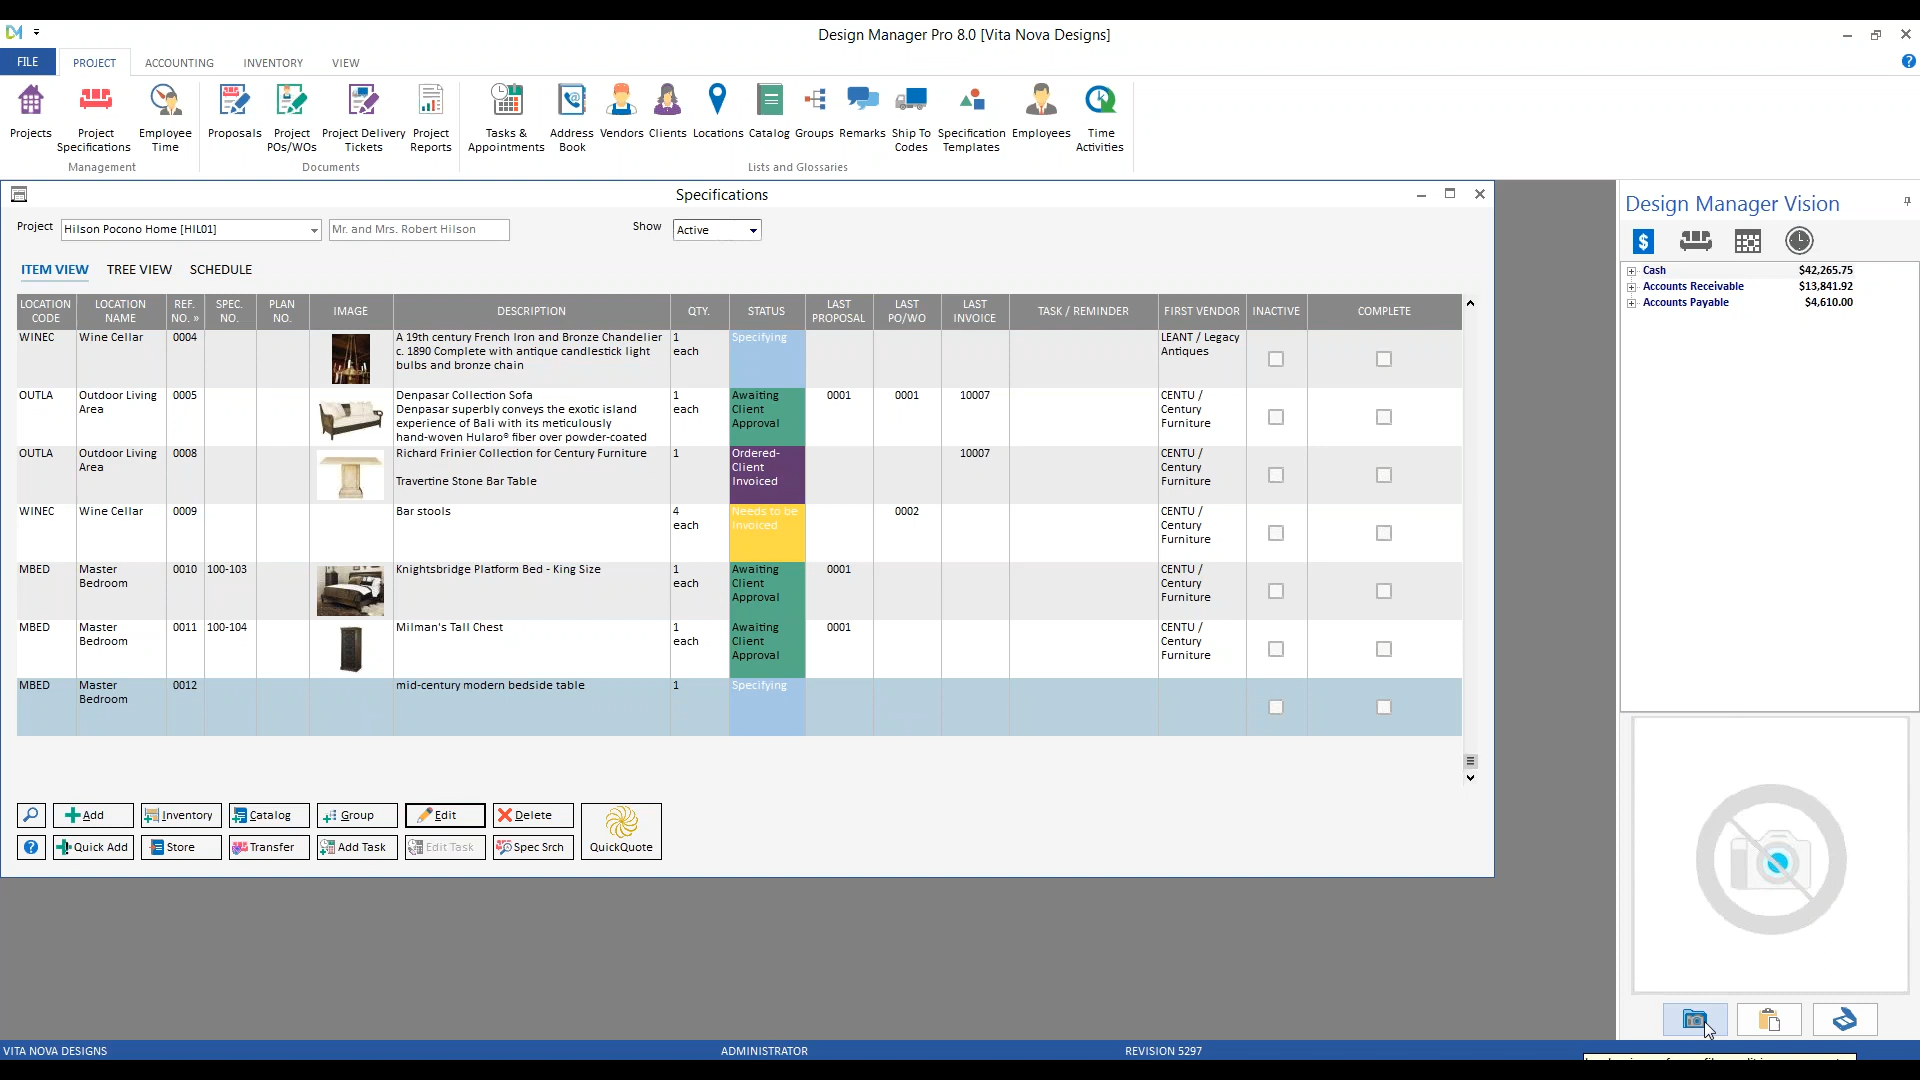 Design Manager Pro 8.0 [Vita Nova Designs]
FILE PROJECT ACCOUNTING INVENTORY VIEW
Projects
Project Specifications
Employee Time
Proposals
Project POs/WOs
Project Delivery Tickets
Project Reports
Tasks & Appointments
Address Book
Vendors
Clients
Locations
Catalog
Groups
Remarks
Ship To Codes
Specification Templates
Employees
Time Activities
Management
Documents
Lists and Glossaries
Specifications
Project Hilson Pocono Home [HIL01] Mr. and Mrs. Robert Hilson Show Active
ITEM VIEW TREE VIEW SCHEDULE
LOCATION CODE
LOCATION NAME
REF. NO. »
SPEC. NO.
PLAN NO.
IMAGE
DESCRIPTION
QTY.
STATUS
LAST PROPOSAL
LAST PO/WO
LAST INVOICE
TASK / REMINDER
FIRST VENDOR
INACTIVE
COMPLETE
WINEC Wine Cellar 0004 A 19th century French Iron and Bronze Chandelier 1 Specifying LEANT / Legacy
c. 1890 Complete with antique candlestick light each Antiques
bulbs and bronze chain
OUTLA Outdoor Living 0005 Denpasar Collection Sofa 1 Awaiting 0001 0001 10007 CENTU /
Area Denpasar superbly conveys the exotic island each Client Century
experience of Bali with its meticulously Approval Furniture
hand-woven Hularo® fiber over powder-coated
OUTLA Outdoor Living 0008 Richard Frinier Collection for Century Furniture 1 Ordered- 10007 CENTU /
Area Client Century
Travertine Stone Bar Table Invoiced Furniture
WINEC Wine Cellar 0009 Bar stools 4 Needs to be 0002 CENTU /
each Invoiced Century
Furniture
MBED Master 0010 100-103 Knightsbridge Platform Bed - King Size 1 Awaiting 0001 CENTU /
Bedroom each Client Century
Approval Furniture
MBED Master 0011 100-104 Milman's Tall Chest 1 Awaiting 0001 CENTU /
Bedroom each Client Century
Approval Furniture
MBED Master 0012 mid-century modern bedside table 1 Specifying
Bedroom
Add Inventory Catalog Group Edit Delete
Quick Add Store Transfer Add Task Edit Task Spec Srch QuickQuote
Design Manager Vision
Cash $42,265.75
Accounts Receivable $13,841.92
Accounts Payable $4,610.00
VITA NOVA DESIGNS ADMINISTRATOR REVISION 5297